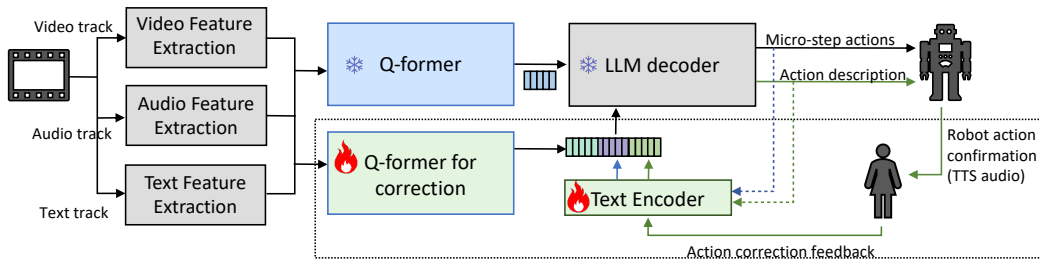 Video track
Video Feature
Extraction
Audio track
Audio Feature
Extraction
Text track
Text Feature
Extraction
Q-former
LLM decoder
Micro-step actions
Action description
Q-former for
correction
Text Encoder
Robot action
confirmation
(TTS audio)
Action correction feedback